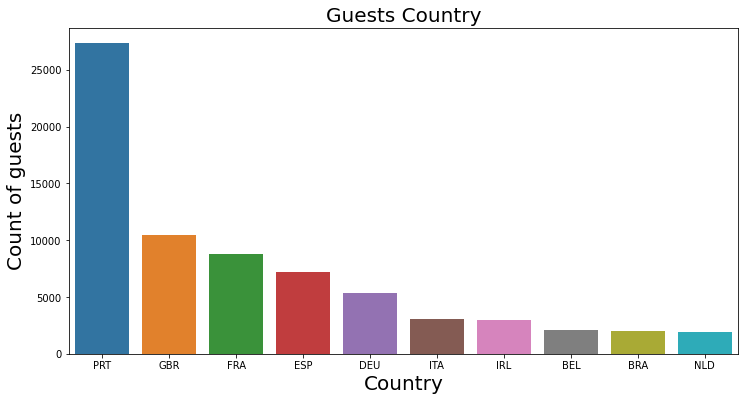 Guests Country
Count of guests
25000
20000
15000
10000
5000
0
PRT GBR FRA ESP DEU ITA IRL BEL BRA NLD
Country